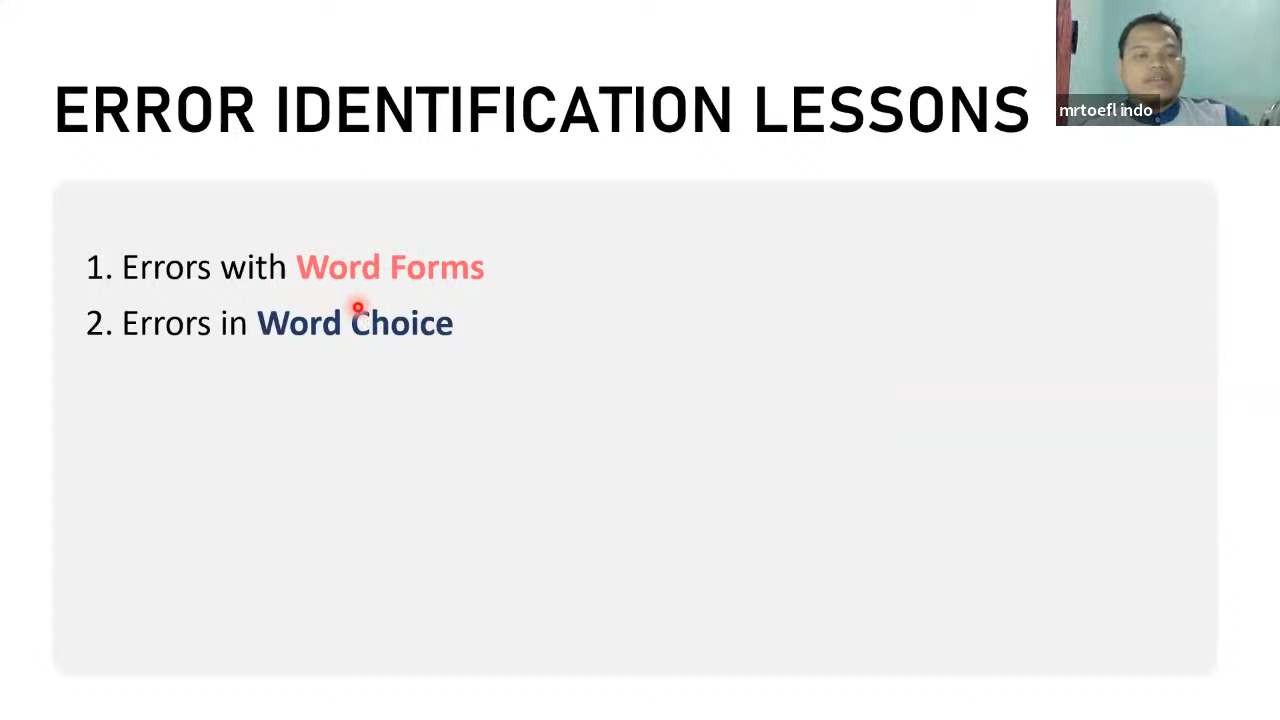 ERROR IDENTIFICATION LESSONS
mrtoefl indo
1. Errors with Word Forms
2. Errors in Word Choice